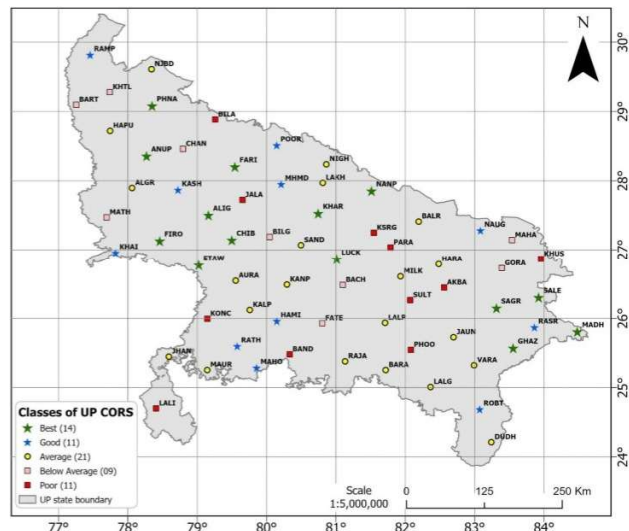 N
30°
29°
28°
27°
26°
25°
24°
RAMP
NJBD
KHTL
BART
PHNA
BILA
HAPU
ANUP
CHAN
POOR
FARI
NIGH
ALGR
KASH
MHMD
LAKH
NANP
JALA
MATH
ALIG
KHAR
BALR
KHAI
FIRO
CHIB
BILG
SAND
KSRG
PARA
NAUG
MAHA
ETAW
LUCK
HARA
GORA
KHUS
AURA
KANP
BACH
MILK
AKBA
SULT
SAGR
SALE
KONC
KALP
HAMI
FATE
LALF
RASR
MADH
JHAN
MAUR
RATH
MAHO
BAND
RAJA
BARA
PHOO
JAUN
VARA
GHAZ
LALI
LALG
ROBT
DUDH
Classes of UP CORS
Best (14)
Good (11)
Average (21)
Below Average (09)
Poor (11)
UP state boundary
Scale
1:5,000,000
0 125 250 Km
77° 78° 79° 80° 81° 82° 83° 84°